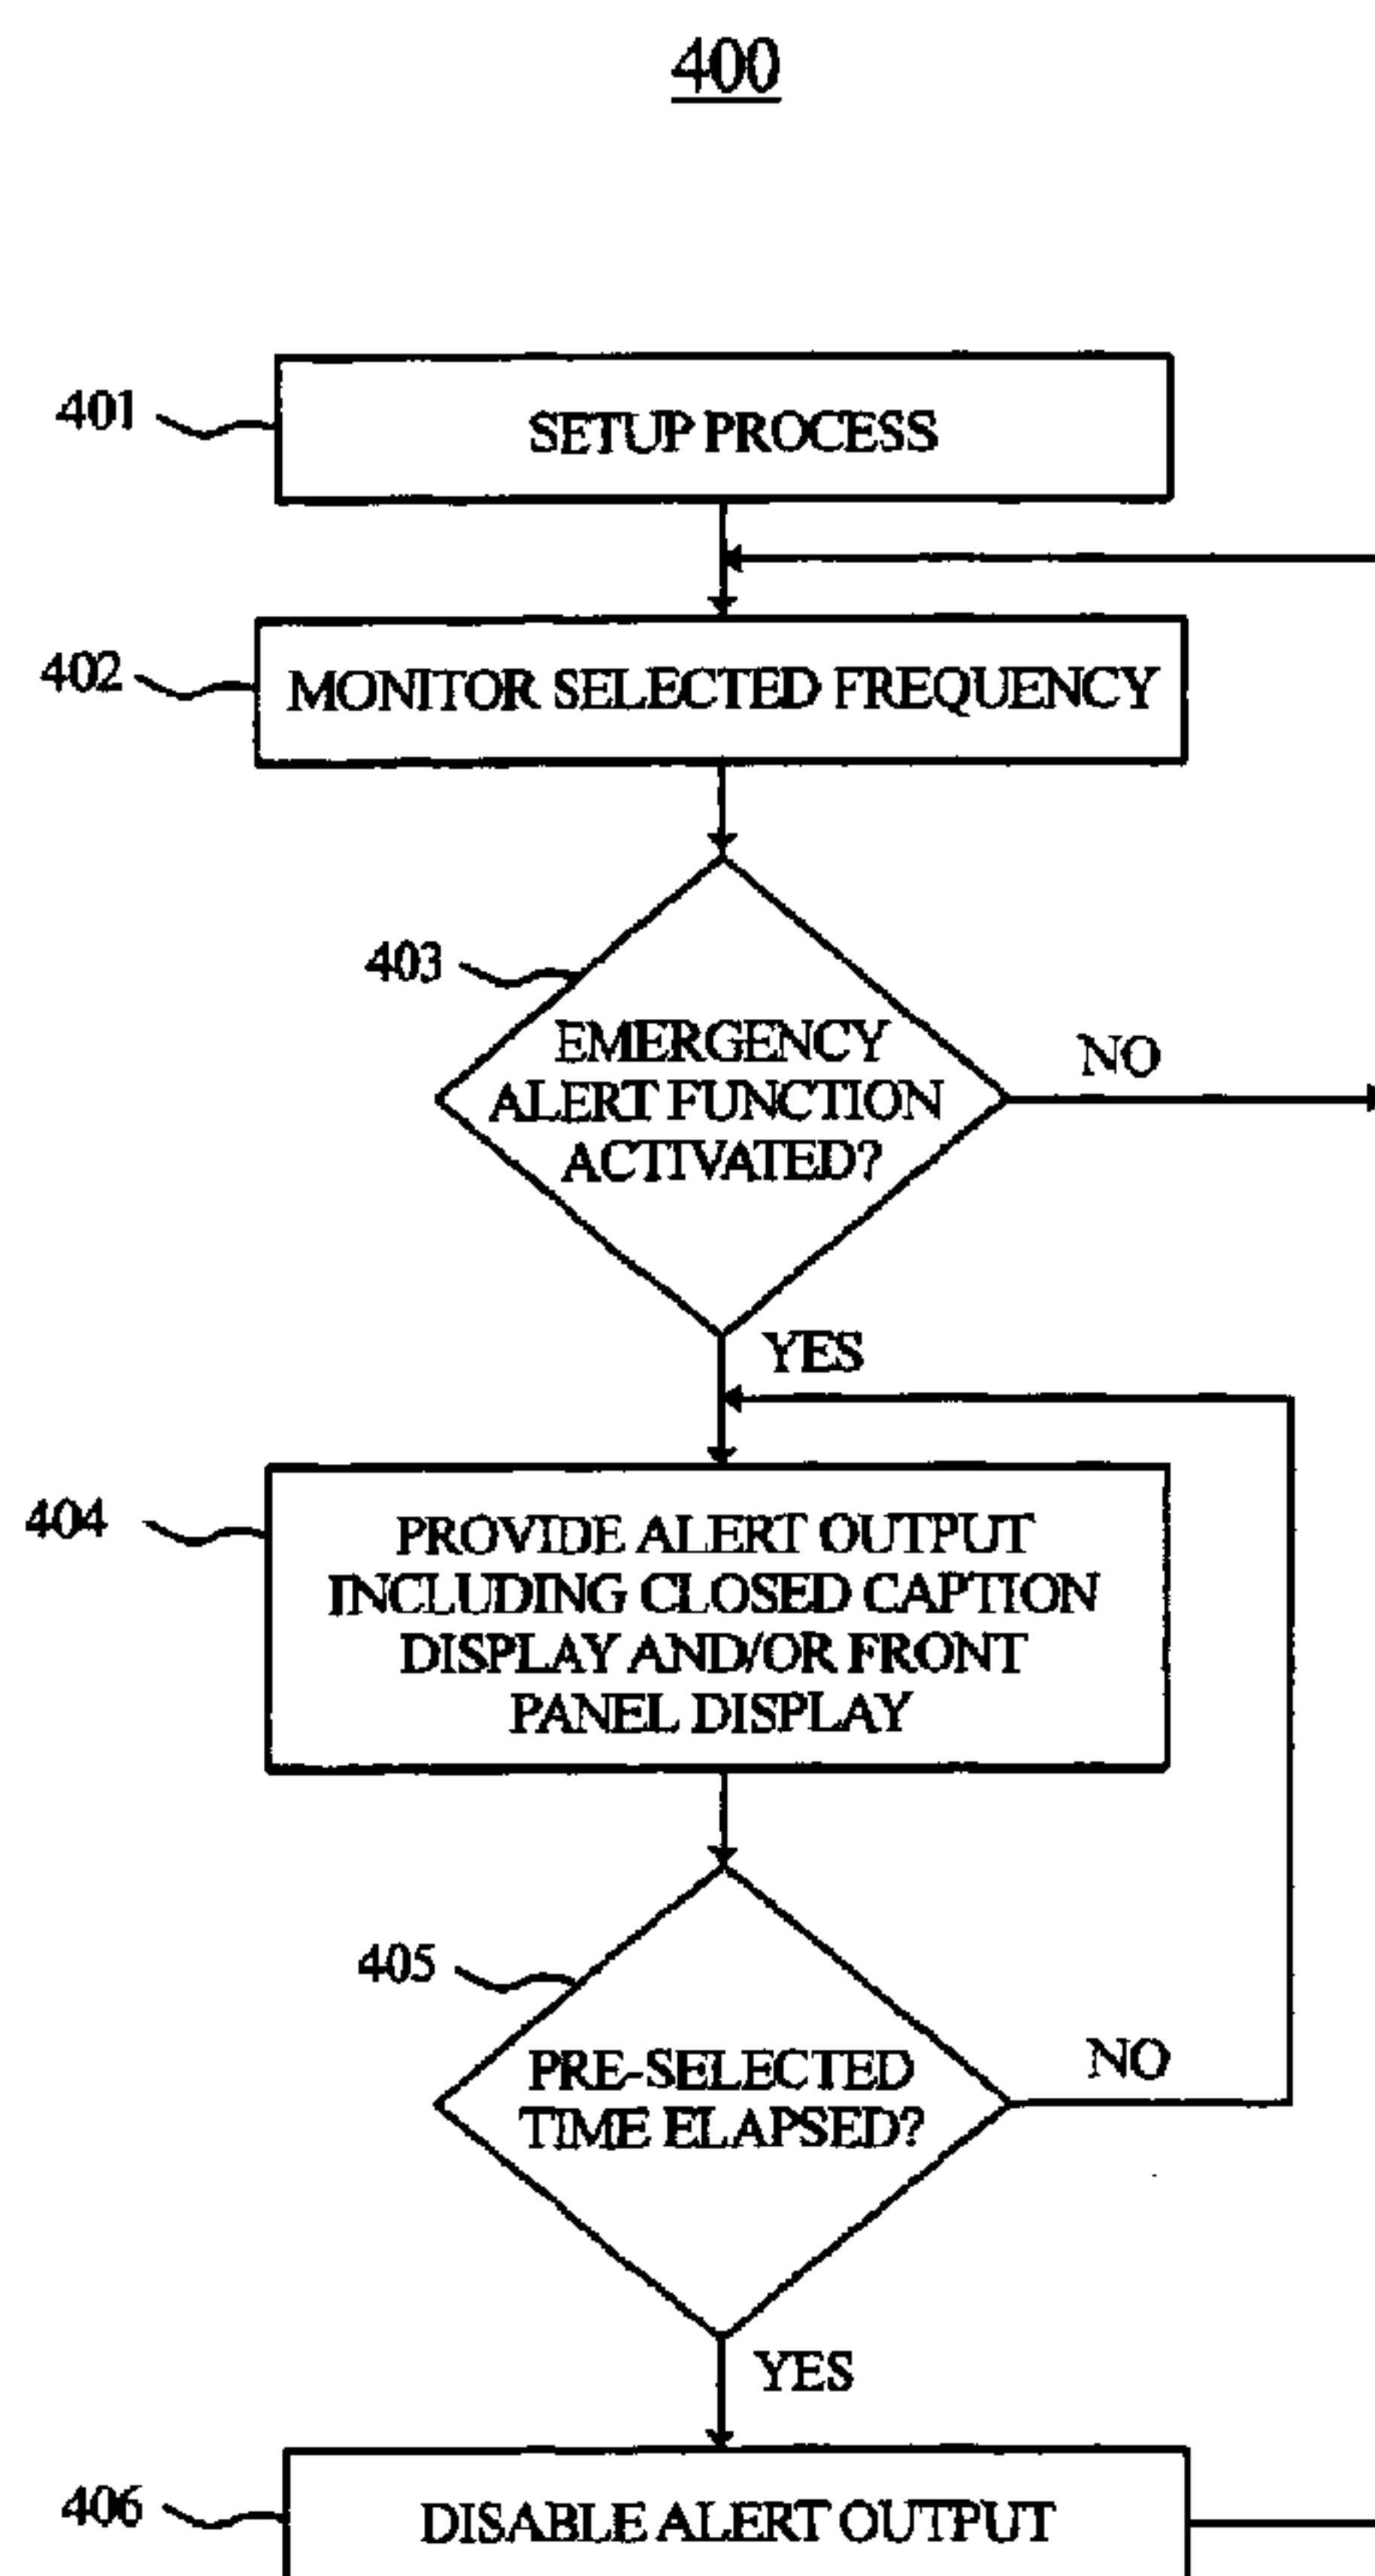 400
401
SETUP PROCESS
402
MONITOR SELECTED FREQUENCY
403
EMERGENCY
ALERT FUNCTION
ACTIVATED?
NO
YES
404
PROVIDE ALERT OUTPUT
INCLUDING CLOSED CAPTION
DISPLAY AND/OR FRONT
PANEL DISPLAY
405
PRE-SELECTED
TIME ELAPSED?
NO
YES
406
DISABLE ALERT OUTPUT